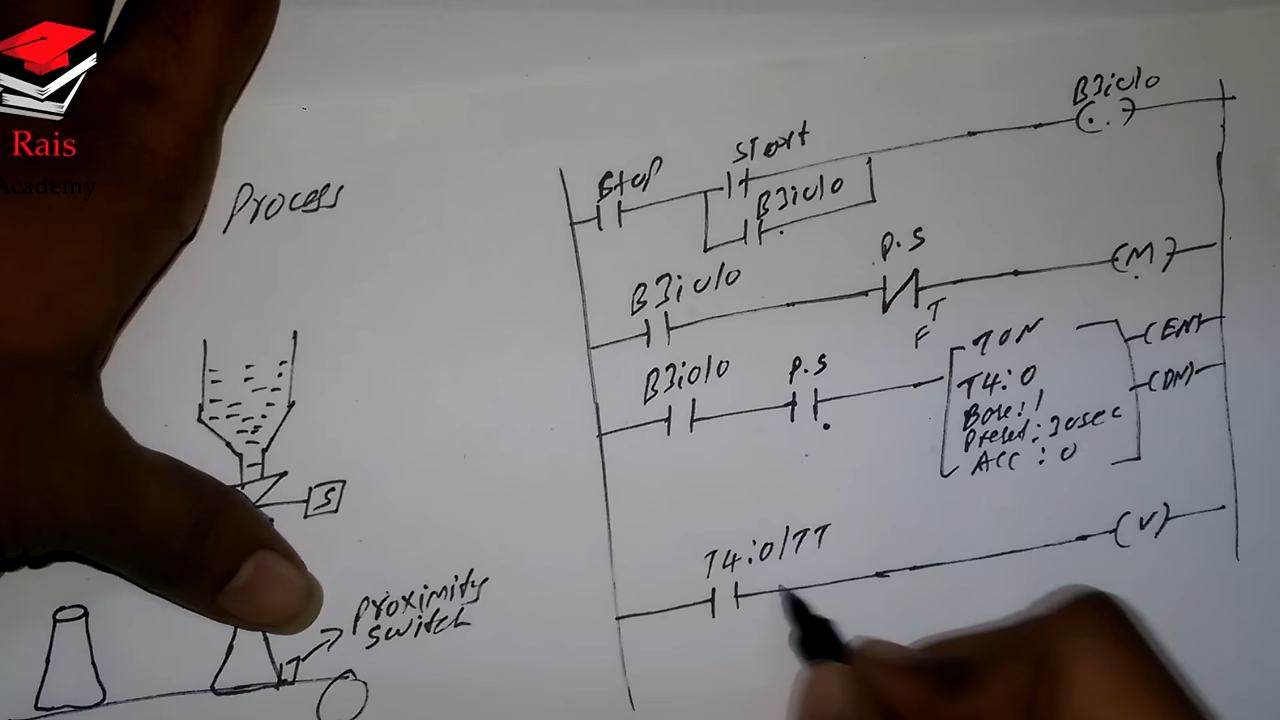 Rais
Academy
Process
S
Proximity
Switch
Stop
Start
B3:0/0
B3:0/0
B3:0/0
P.S
(M)
T
F
B3:0/0
P.S
TON
T4:0
Base:1
Preset: 30sec
ACC : 0
(EN)
(DN)
T4:0/TT
(V)